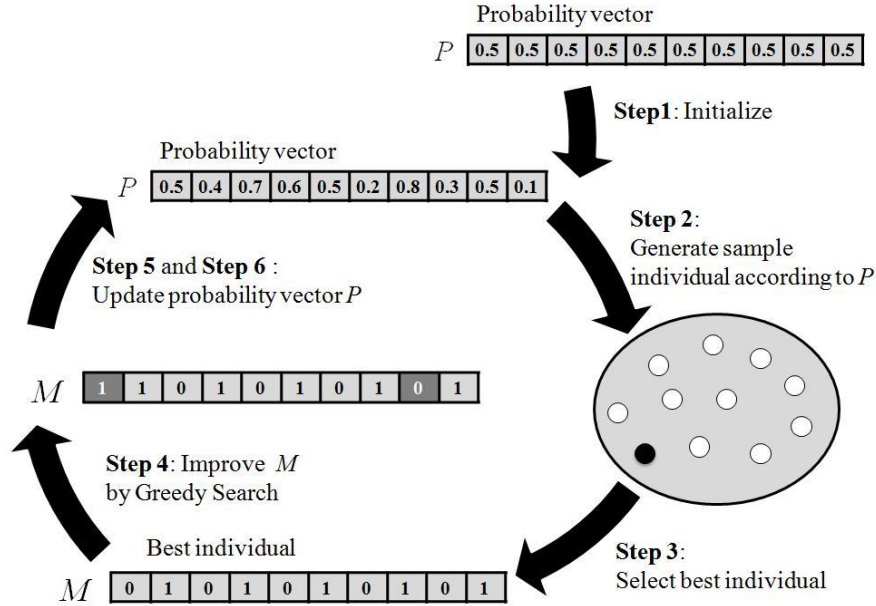 Probability vector
P 0.5 0.5 0.5 0.5 0.5 0.5 0.5 0.5 0.5 0.5
Step1: Initialize
Probability vector
P 0.5 0.4 0.7 0.6 0.5 0.2 0.8 0.3 0.5 0.1
Step 2:
Generate sample
individual according to P
Step 5 and Step 6 :
Update probability vector P
M 1 1 0 1 0 1 0 1 0 1
Step 4: Improve M
by Greedy Search
Step 3:
Select best individual
Best individual
M 0 1 0 1 0 1 0 1 0 1